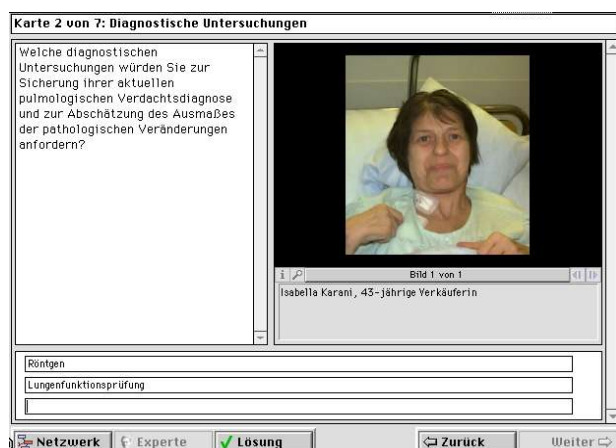 Karte 2 von 7: Diagnostische Untersuchungen
Welche diagnostischen
Untersuchungen würden Sie zur
Sicherung ihrer aktuellen
pulmologischen Verdachtsdiagnose
und zur Abschätzung des Ausmaßes
der pathologischen Veränderungen
anfordern?
i
Bild 1 von 1
Isabella Karani, 43-jährige Verkäuferin
Röntgen
Lungenfunktionsprüfung
Netzwerk
Experte
Lösung
Zurück
Weiter